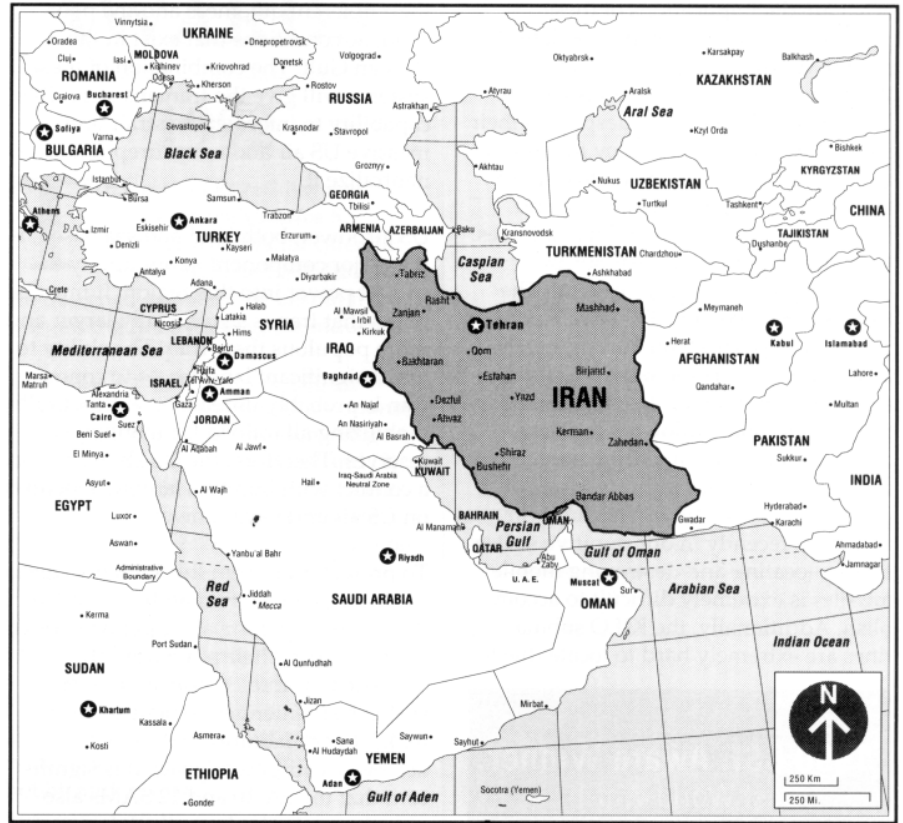 Vinnytsia
UKRAINE
Oradea
Dnepropetrovsk
Cluj
Iasi
MOLDOVA
Kishinev
Kriovohrad
Donetsk
Volgograd
Oktyabrsk
Karsakpay
Balkhash
ROMANIA
Odesa
Kherson
Rostov
Atyrau
Aralsk
KAZAKHSTAN
Craiova
Bucharest
RUSSIA
Astrakhan
Aral Sea
Sofiya
Varna
Sevastopol
Krasnodar
Stavropol
Kzyl Orda
BULGARIA
Black Sea
Groznyy
Akhtau
Bishkek
KYRGYZSTAN
Istanbul
Nukus
UZBEKISTAN
Bursa
Samsun
Trabzon
GEORGIA
Tbilisi
Turtkul
Tashkent
CHINA
Athens
Izmir
Eskisehir
Ankara
TURKEY
Erzurum
ARMENIA
AZERBAIJAN
Baku
Kransnovodsk
TURKMENISTAN
Chardzhou
Dyshanbe
TAJIKISTAN
Denizli
Kayseri
Konya
Malatya
Caspian
Sea
Ashkhabad
Antalya
Adana
Diyarbakir
Tabriz
Crete
CYPRUS
Nicosu
Halab
Latakia
Hims
SYRIA
Al Mawsil
Irbil
Kirkuk
Rasht
Zanjan
Tehran
Mashhad
Meymaneh
Herat
Kabul
Islamabad
Mediterranean Sea
LEBANON
Beirut
Damascus
IRAQ
Baghdad
Bakhtaran
Qom
Esfahan
Birjand
AFGHANISTAN
Lahore
Marsa
Matruh
ISRAEL
Haifa
Tel Aviv-Yafo
Amman
Qandahar
Alexandria
Tanta
Cairo
Suez
Gaza
JORDAN
An Najaf
Dezful
Yazd
IRAN
Multan
Beni Suef
An Nasiriyah
Ahvaz
Al Basrah
Kerman
Zahedan
PAKISTAN
El Minya
Al Aqabah
Al Jawf
Kuwait
KUWAIT
Shiraz
Bushehr
Sukkur
Asyut
Al Wajh
Hail
Iraq-Saudi Arabia
Neutral Zone
INDIA
EGYPT
Luxor
BAHRAIN
Bandar Abbas
Hyderabad
Al Manamah
Persian
Gulf
OMAN
Gwadar
Karachi
Aswan
Yanbu al Bahr
Riyadh
QATAR
Abu
Zaby
Gulf of Oman
Ahmadabad
Jamnagar
Administrative
Boundary
U. A. E.
Muscat
Sur
Arabian Sea
Red
Sea
Jiddah
Mecca
SAUDI ARABIA
OMAN
Kerma
Port Sudan
Indian Ocean
SUDAN
Al Qunfudhah
Khartum
Kassala
Jizan
Mirbat
N
Kosti
Asmera
Sana
Al Hudaydah
YEMEN
Saywun
Sayhut
ETHIOPIA
Adan
Gulf of Aden
Socotra (Yemen)
250 Km
250 Mi.
Gonder